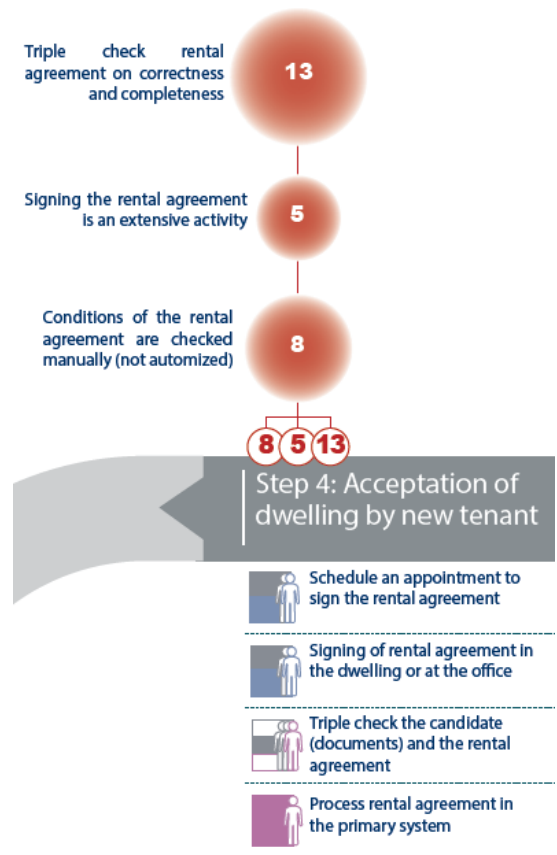 Triple check rental
agreement on correctness
and completeness
13
Signing the rental agreement
is an extensive activity
5
Conditions of the rental
agreement are checked
manually (not automized)
8
8 5 13
Step 4: Acceptation of
dwelling by new tenant
Schedule an appointment to
sign the rental agreement
Signing of rental agreement in
the dwelling or at the office
Triple check the candidate
(documents) and the rental
agreement
Process rental agreement in
the primary system